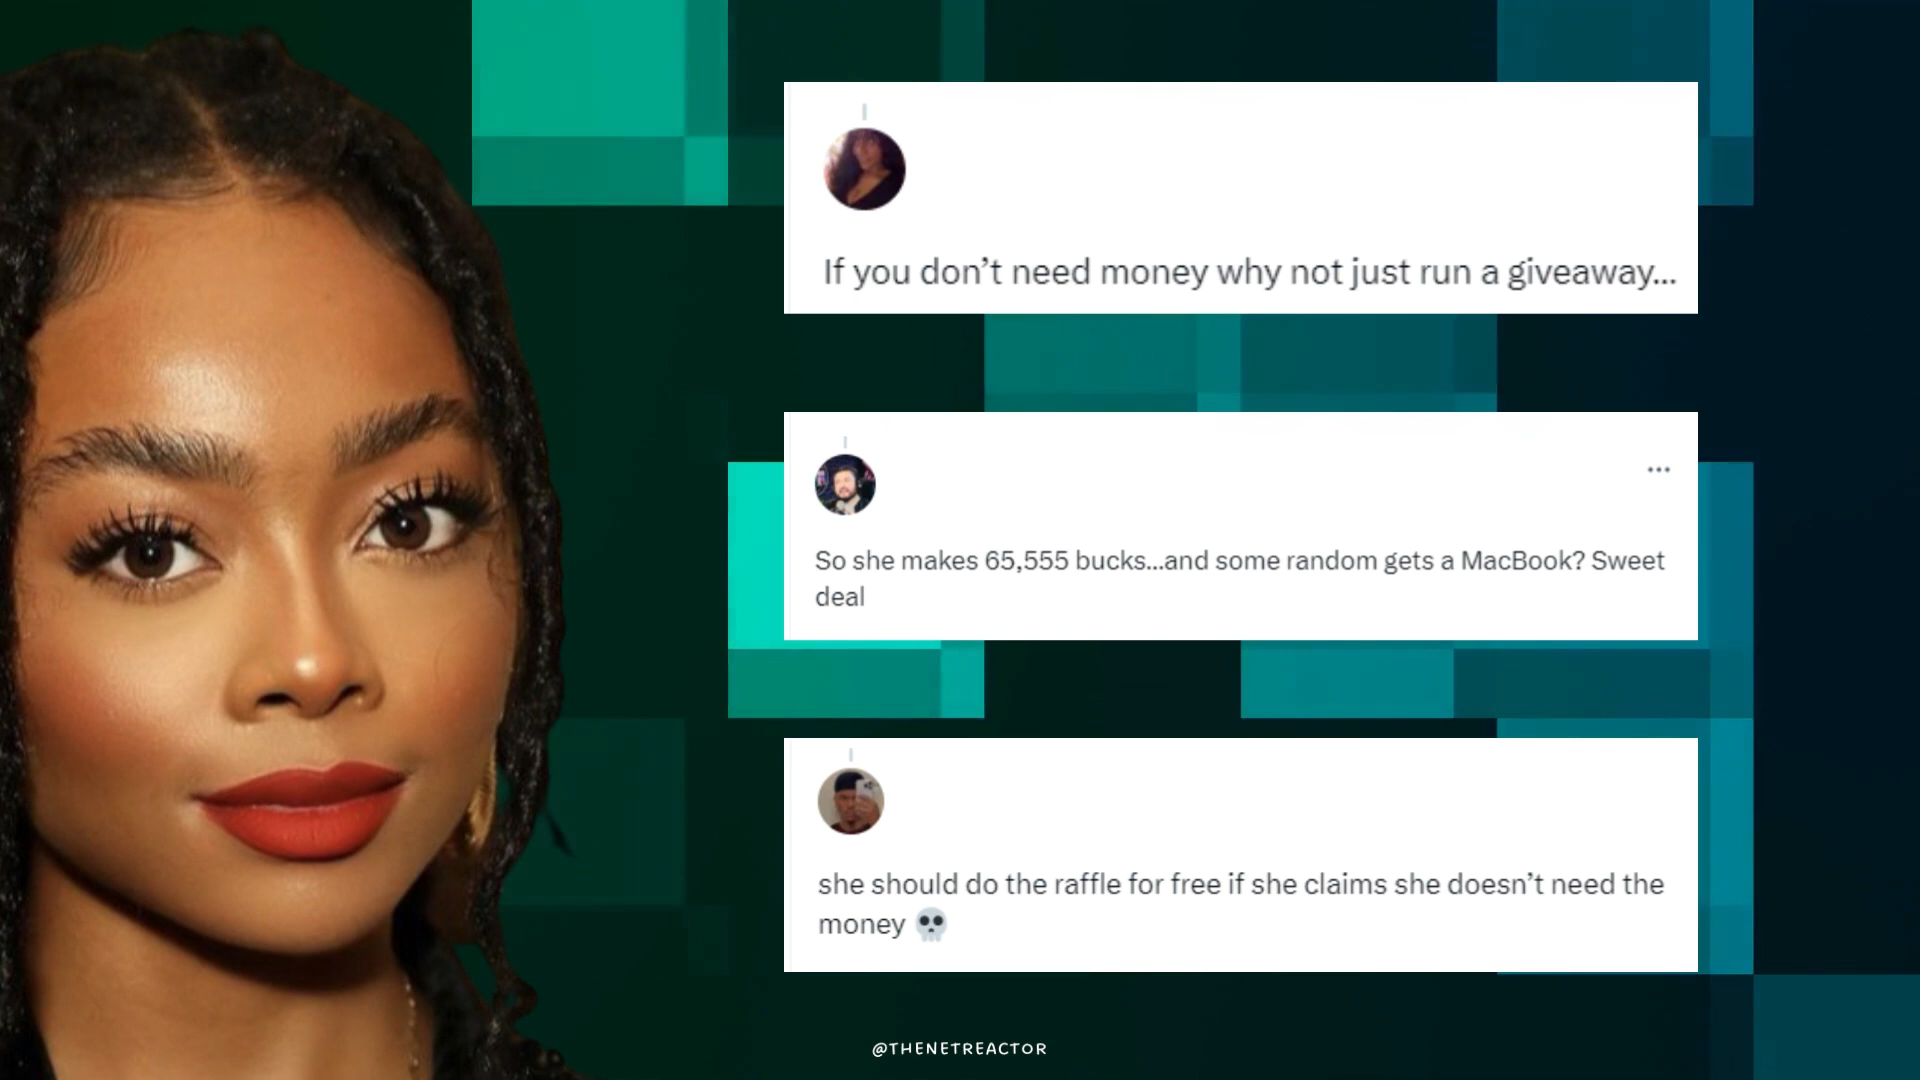 If you don’t need money why not just run a giveaway...
...
So she makes 65,555 bucks...and some random gets a MacBook? Sweet
deal
she should do the raffle for free if she claims she doesn’t need the
money 💀
@THENETREACTOR